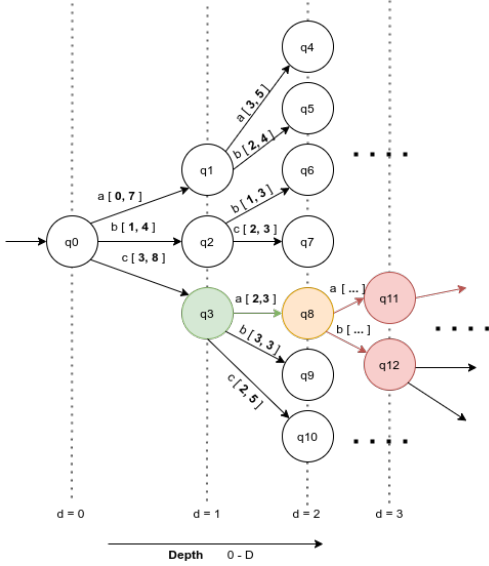 q4
a [ 3, 5 ]
q5
b [ 2, 4 ]
q1
q6
a [ 0, 7 ]
b [ 1, 3 ]
q0
b [ 1, 4 ]
q2
c [ 2, 3 ]
q7
c [ 3, 8 ]
q3
a [ 2,3 ]
q8
a [ ... ]
q11
b [ 3, 3 ]
b [ ... ]
q12
q9
c [ 2, 5 ]
q10
d = 0
d = 1
d = 2
d = 3
Depth 0 - D